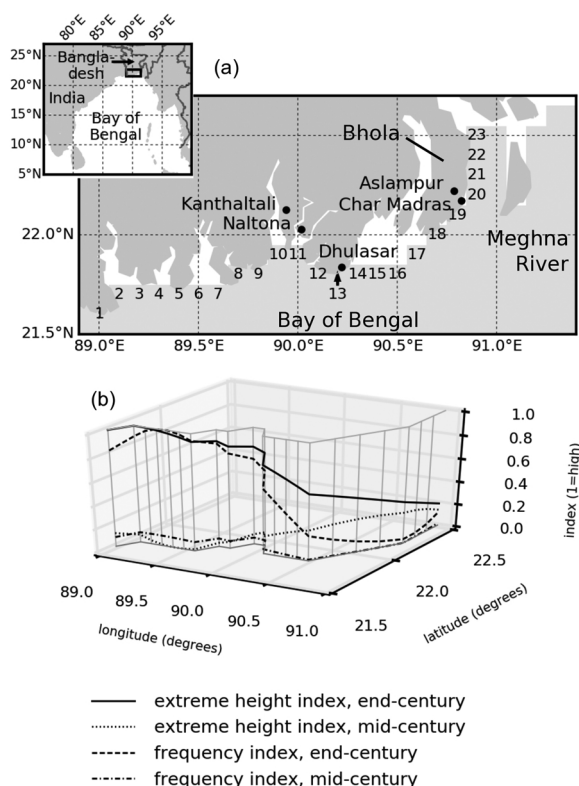 80°E 85°E 90°E 95°E
25°N
20°N
15°N
10°N
5°N
Bangla-
desh
India
Bay of
Bengal
(a)
Bhola
23
22
21
20
19
18
Aslampur
Char Madras
Kanthaltali
Naltona
Dhulasar
Meghna
River
1 2 3 4 5 6 7 8 9 10 11 12 13 14 15 16 17
Bay of Bengal
22.0°N
21.5°N
89.0°E 89.5°E 90.0°E 90.5°E 91.0°E
(b)
1.0
0.8
0.6
0.4
0.2
0.0
index (1=high)
22.5
22.0
21.5
latitude (degrees)
89.0 89.5 90.0 90.5 91.0
longitude (degrees)
extreme height index, end-century
extreme height index, mid-century
frequency index, end-century
frequency index, mid-century